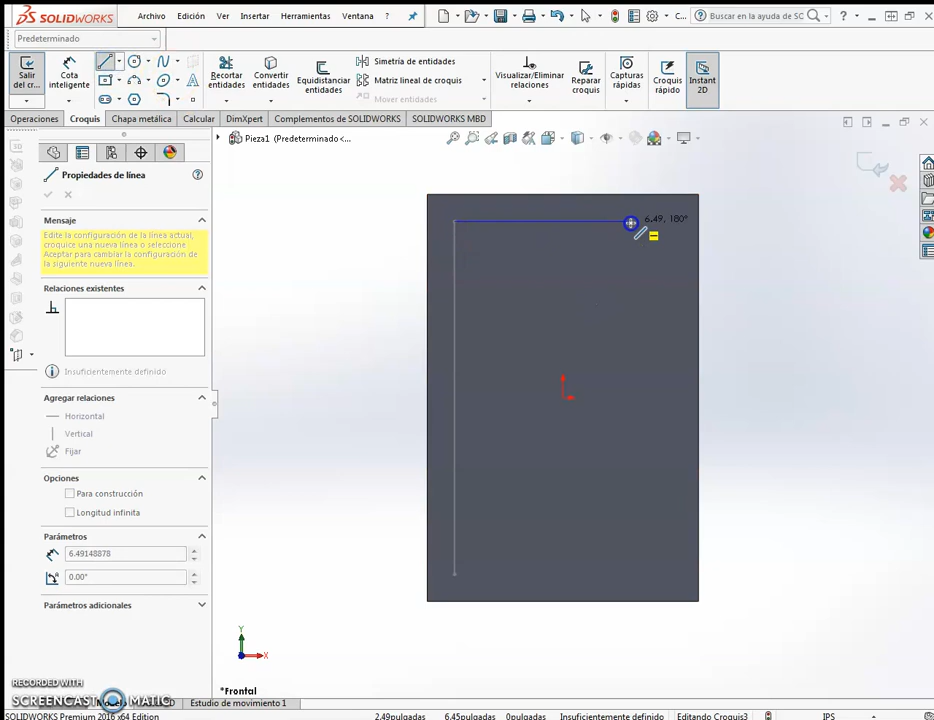 SOLIDWORKS
Archivo Edición Ver Insertar Herramientas Ventana ?
C... Buscar en la ayuda de SC ?
Predeterminado
Salir
del cr...
Cota
inteligente
Recortar
entidades
Convertir
entidades
Equidistanciar
entidades
Simetría de entidades
Matriz lineal de croquis
Mover entidades
Visualizar/Eliminar
relaciones
Reparar
croquis
Capturas
rápidas
Croquis
rápido
Instant
2D
Operaciones Croquis Chapa metálica Calcular DimXpert Complementos de SOLIDWORKS SOLIDWORKS MBD
Pieza1 (Predeterminado <...
Propiedades de línea
Mensaje
Edite la configuración de la línea actual,
croquice una nueva línea o seleccione
Aceptar para cambiar la configuración de
la siguiente nueva línea.
Relaciones existentes
Insuficientemente definido
Agregar relaciones
Horizontal
Vertical
Fijar
Opciones
Para construcción
Longitud infinita
Parámetros
6.49148878
0.00°
Parámetros adicionales
6.49, 180°
Y
X
*Frontal
RECORDED WITH
SCREENCAST MATIC
Estudio de movimiento 1
SOLIDWORKS Premium 2016 x64 Edition
2.49pulgadas 6.45pulgadas 0pulgadas Insuficientemente definido Editando Croquis3 IPS